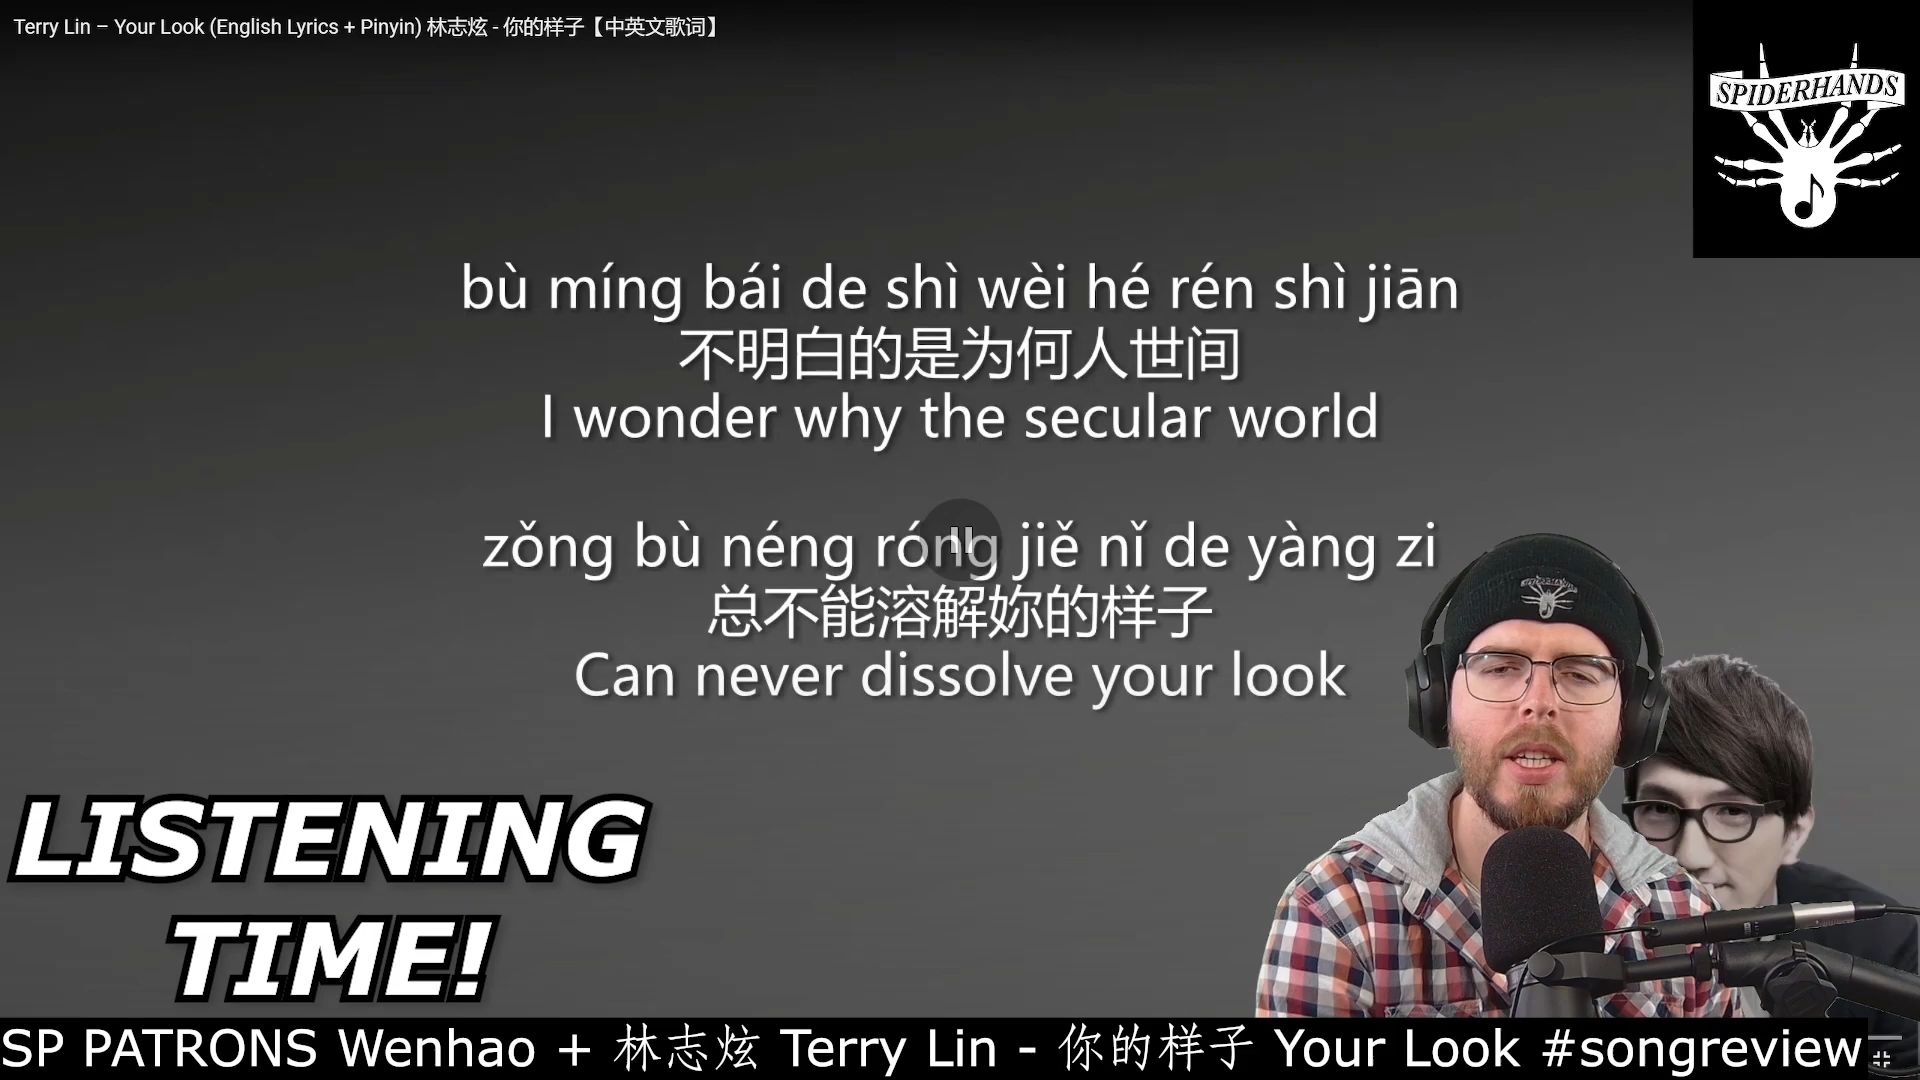 Terry Lin – Your Look (English Lyrics + Pinyin) 林志炫 - 你的样子【中英文歌词】
SPIDERHANDS
bù míng bái de shì wèi hé rén shì jiān
不明白的是为何人世间
I wonder why the secular world
zǒng bù néng róng jiě nǐ de yàng zi
总不能溶解妳的样子
Can never dissolve your look
LISTENING
TIME!
SP PATRONS Wenhao + 林志炫 Terry Lin - 你的样子 Your Look #songreview